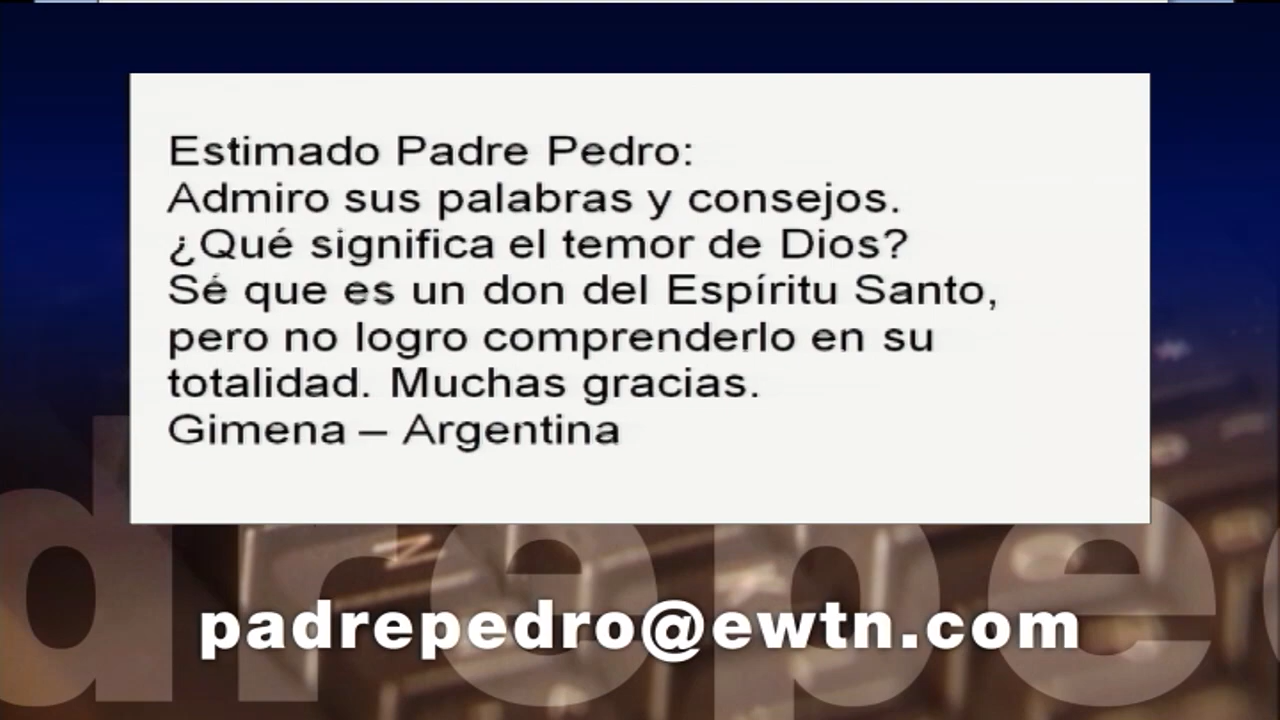 Estimado Padre Pedro:
Admiro sus palabras y consejos.
¿Qué significa el temor de Dios?
Sé que es un don del Espíritu Santo,
pero no logro comprenderlo en su
totalidad. Muchas gracias.
Gimena – Argentina
padrepedro@ewtn.com